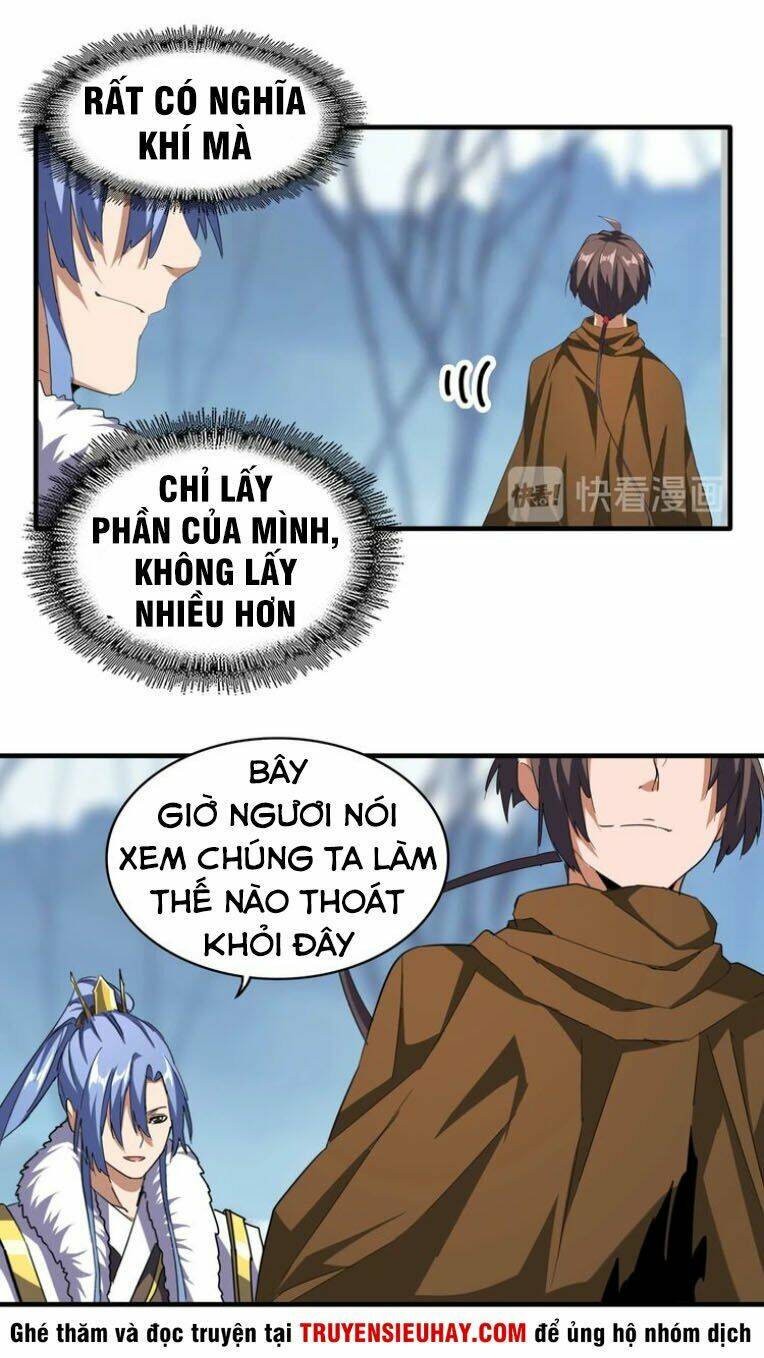 RẤT CÓ NGHĨA
KHÍ MÀ
快看! 快看漫画
CHỈ LẤY
PHẦN CỦA MÌNH,
KHÔNG LẤY
NHIỀU HƠN
BÂY
GIỜ NGƯƠI NÓI
XEM CHÚNG TA LÀM
THẾ NÀO THOÁT
KHỎI ĐÂY
Ghé thăm và đọc truyện tại TRUYENSIEUHAY.COM để ủng hộ nhóm dịch